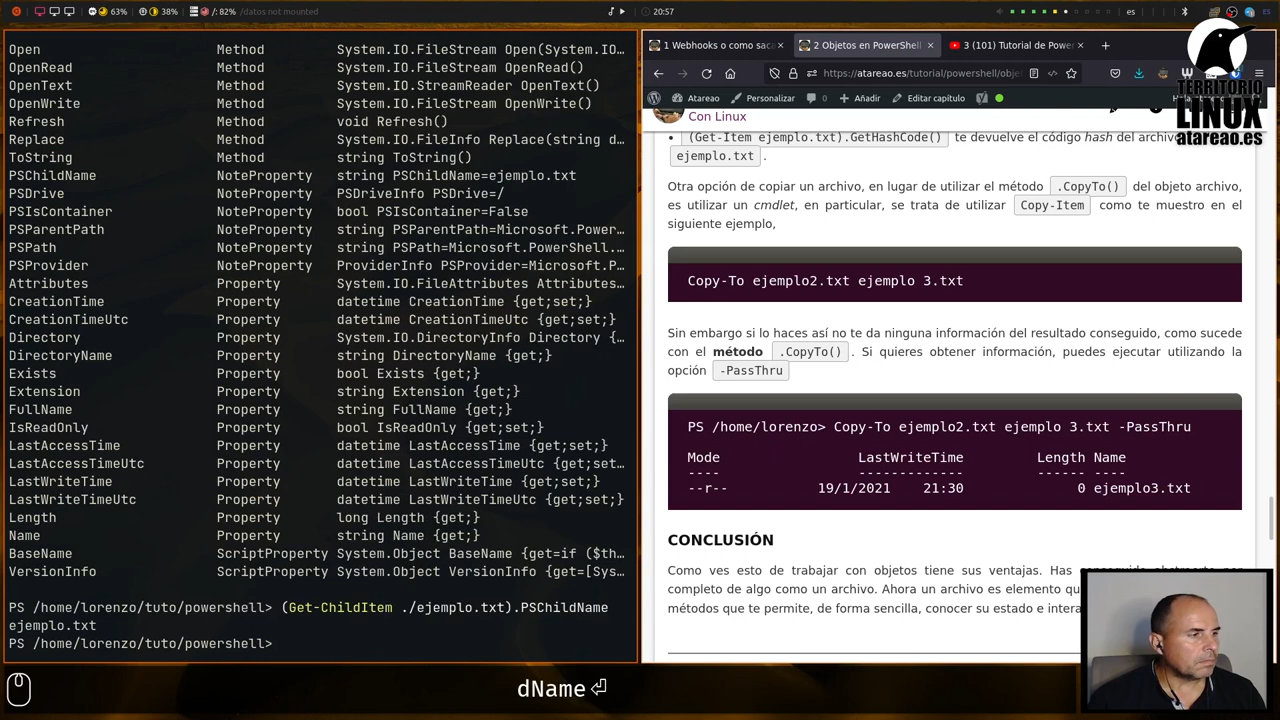 63% 38% /: 82% /datos not mounted
20:57
es
Open Method System.IO.FileStream Open(System.IO…
OpenRead Method System.IO.FileStream OpenRead()
OpenText Method System.IO.StreamReader OpenText()
OpenWrite Method System.IO.FileStream OpenWrite()
Refresh Method void Refresh()
Replace Method System.IO.FileInfo Replace(string d…
ToString Method string ToString()
PSChildName NoteProperty string PSChildName=ejemplo.txt
PSDrive NoteProperty PSDriveInfo PSDrive=/
PSIsContainer NoteProperty bool PSIsContainer=False
PSParentPath NoteProperty string PSParentPath=Microsoft.Power…
PSPath NoteProperty string PSPath=Microsoft.PowerShell.…
PSProvider NoteProperty ProviderInfo PSProvider=Microsoft.P…
Attributes Property System.IO.FileAttributes Attributes…
CreationTime Property datetime CreationTime {get;set;}
CreationTimeUtc Property datetime CreationTimeUtc {get;set;}
Directory Property System.IO.DirectoryInfo Directory {…
DirectoryName Property string DirectoryName {get;}
Exists Property bool Exists {get;}
Extension Property string Extension {get;}
FullName Property string FullName {get;}
IsReadOnly Property bool IsReadOnly {get;set;}
LastAccessTime Property datetime LastAccessTime {get;set;}
LastAccessTimeUtc Property datetime LastAccessTimeUtc {get;set…
LastWriteTime Property datetime LastWriteTime {get;set;}
LastWriteTimeUtc Property datetime LastWriteTimeUtc {get;set;}
Length Property long Length {get;}
Name Property string Name {get;}
BaseName ScriptProperty System.Object BaseName {get=if ($th…
VersionInfo ScriptProperty System.Object VersionInfo {get=[Sys…
PS /home/lorenzo/tuto/powershell> (Get-ChildItem ./ejemplo.txt).PSChildName
ejemplo.txt
PS /home/lorenzo/tuto/powershell>
1 Webhooks o como saca
2 Objetos en PowerShell
3 (101) Tutorial de Powe
https://atareao.es/tutorial/powershell/obje
Atareao Personalizar 0 Añadir Editar capítulo
TERRITORIO
LINUX
atareao.es
Con Linux
(Get-Item ejemplo.txt).GetHashCode() te devuelve el código hash del archivo
ejemplo.txt .
Otra opción de copiar un archivo, en lugar de utilizar el método .CopyTo() del objeto archivo,
es utilizar un cmdlet, en particular, se trata de utilizar Copy-Item como te muestro en el
siguiente ejemplo,
Copy-To ejemplo2.txt ejemplo 3.txt
Sin embargo si lo haces así no te da ninguna información del resultado conseguido, como sucede
con el método .CopyTo() . Si quieres obtener información, puedes ejecutar utilizando la
opción -PassThru
PS /home/lorenzo> Copy-To ejemplo2.txt ejemplo 3.txt -PassThru
Mode LastWriteTime Length Name
---- ------------- ------ ----
--r-- 19/1/2021 21:30 0 ejemplo3.txt
CONCLUSIÓN
Como ves esto de trabajar con objetos tiene sus ventajas. Has
completo de algo como un archivo. Ahora un archivo es elemento
métodos que te permite, de forma sencilla, conocer su estado e
dName